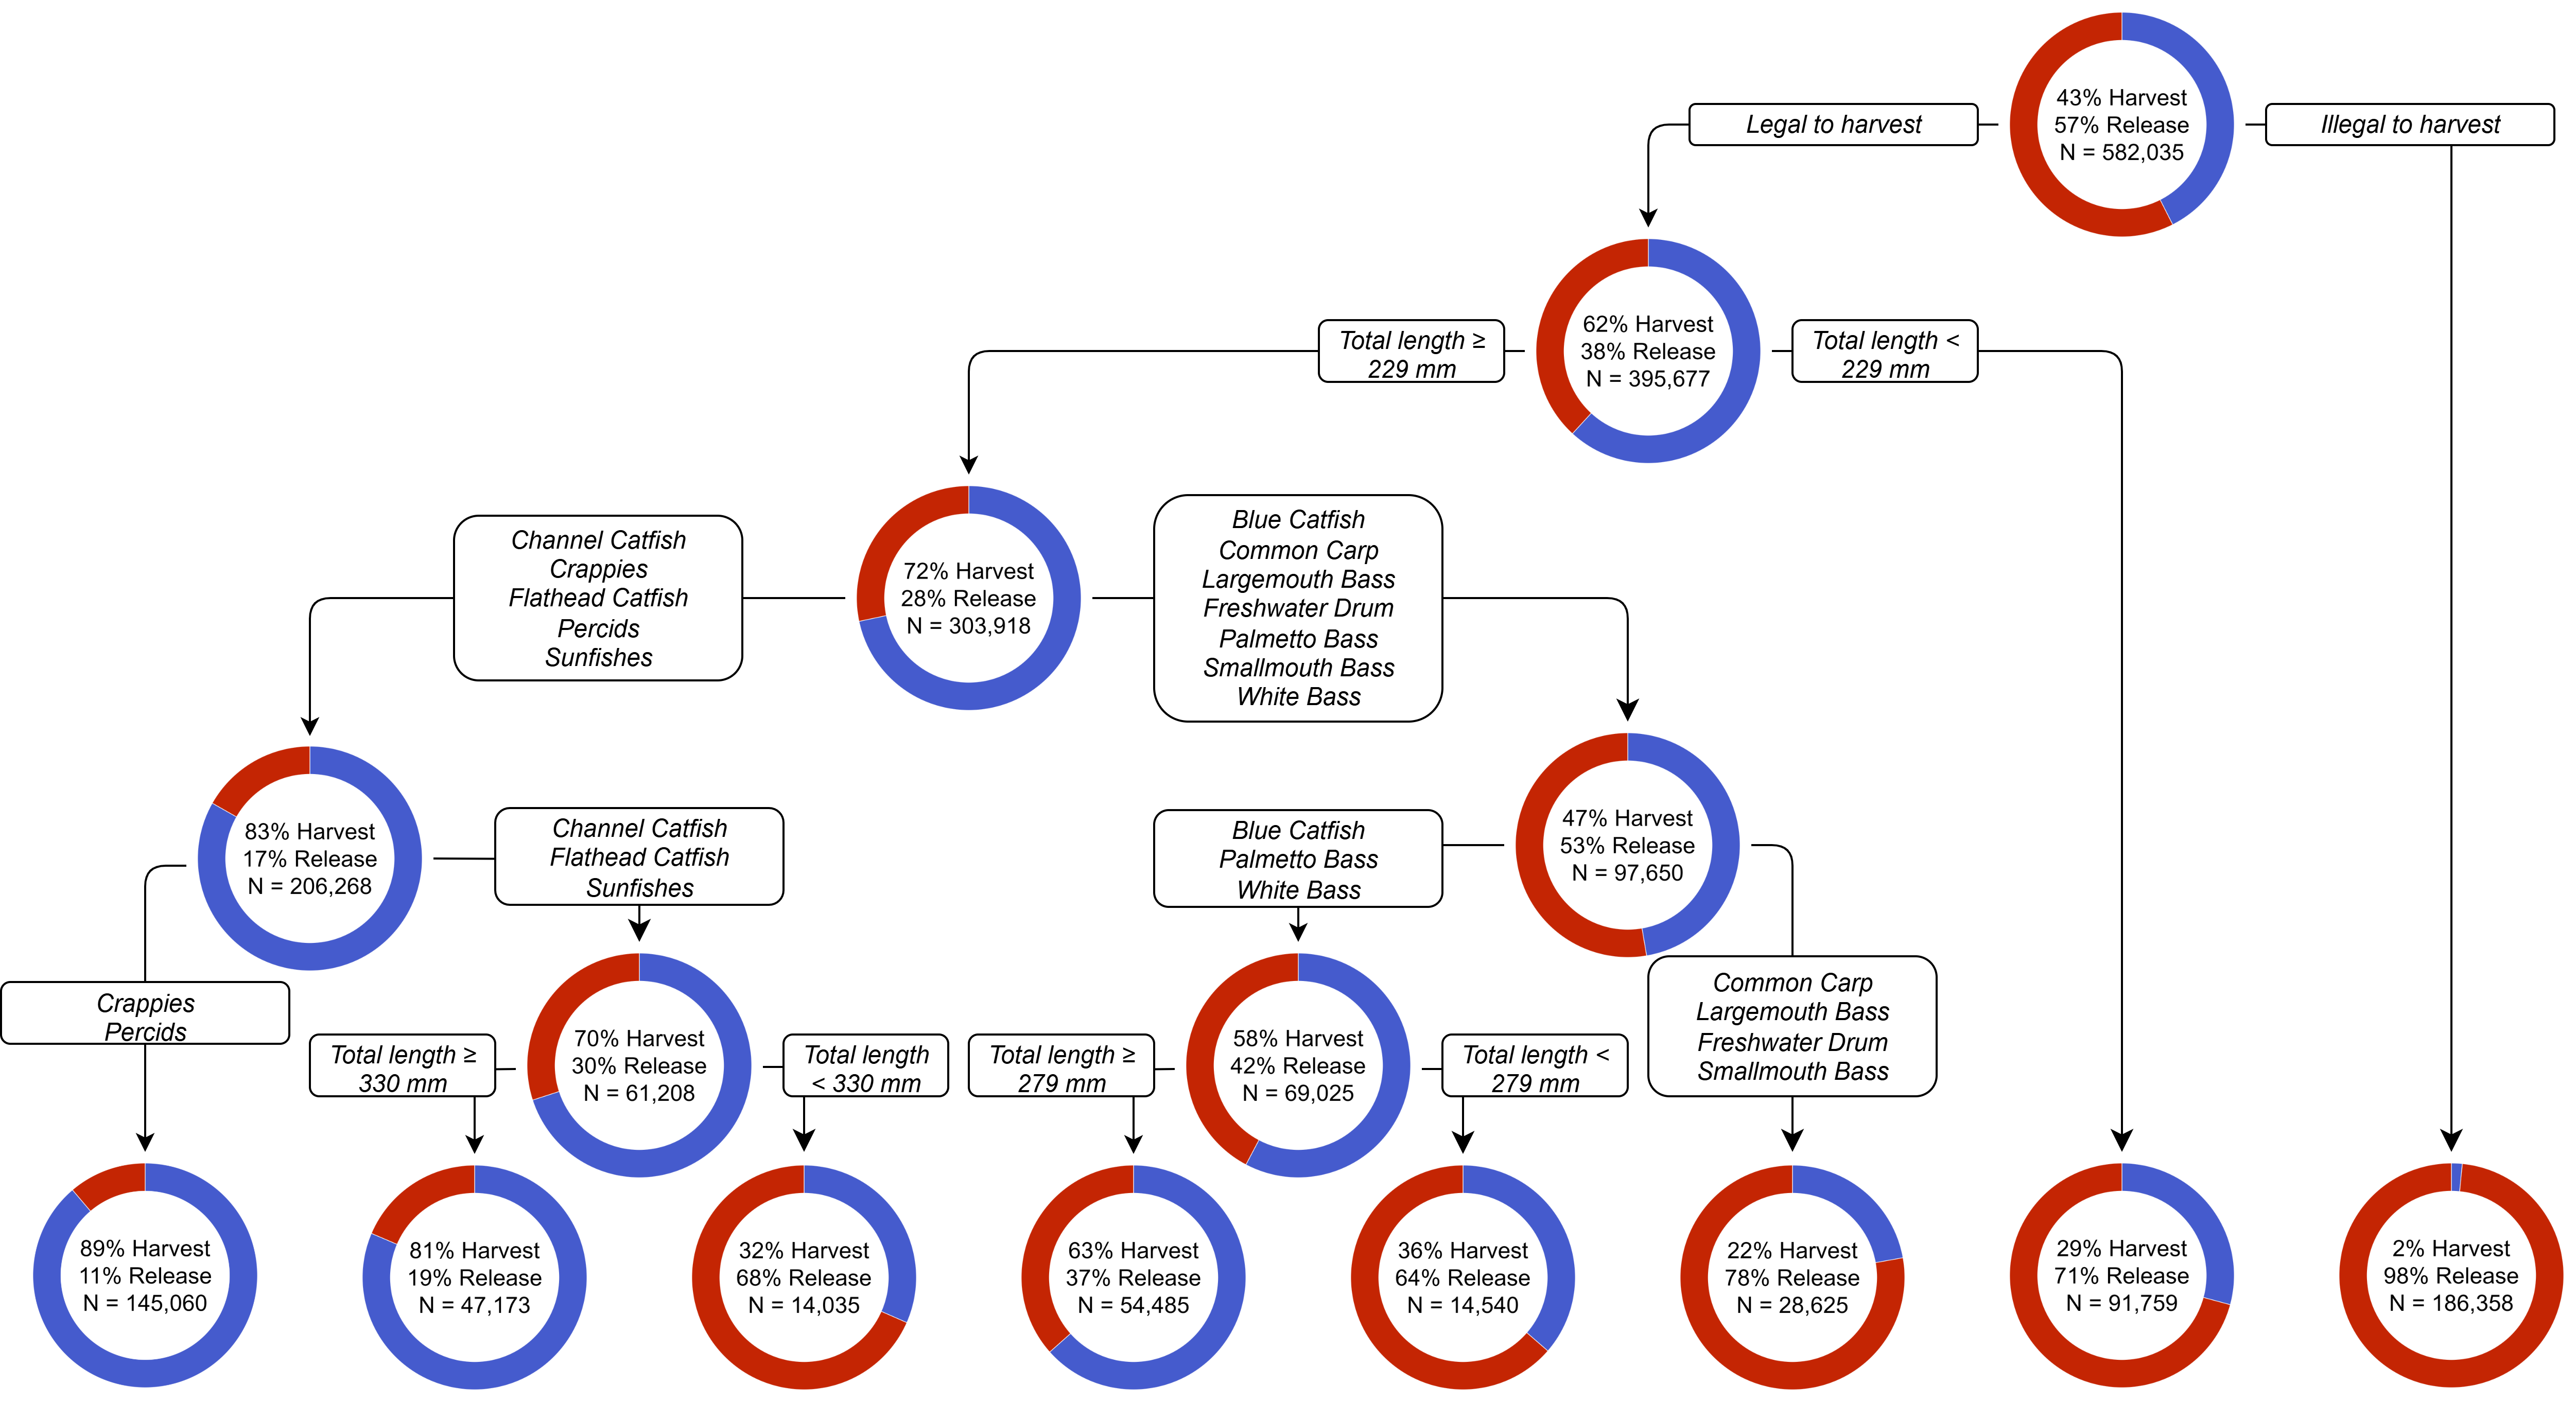 43% Harvest
57% Release
N = 582,035
Legal to harvest
Illegal to harvest
62% Harvest
38% Release
N = 395,677
Total length ≥
229 mm
Total length <
229 mm
72% Harvest
28% Release
N = 303,918
Channel Catfish
Crappies
Flathead Catfish
Percids
Sunfishes
Blue Catfish
Common Carp
Largemouth Bass
Freshwater Drum
Palmetto Bass
Smallmouth Bass
White Bass
83% Harvest
17% Release
N = 206,268
Channel Catfish
Flathead Catfish
Sunfishes
Blue Catfish
Palmetto Bass
White Bass
47% Harvest
53% Release
N = 97,650
Crappies
Percids
Total length ≥
330 mm
70% Harvest
30% Release
N = 61,208
Total length
< 330 mm
Total length ≥
279 mm
58% Harvest
42% Release
N = 69,025
Total length <
279 mm
Common Carp
Largemouth Bass
Freshwater Drum
Smallmouth Bass
89% Harvest
11% Release
N = 145,060
81% Harvest
19% Release
N = 47,173
32% Harvest
68% Release
N = 14,035
63% Harvest
37% Release
N = 54,485
36% Harvest
64% Release
N = 14,540
22% Harvest
78% Release
N = 28,625
29% Harvest
71% Release
N = 91,759
2% Harvest
98% Release
N = 186,358